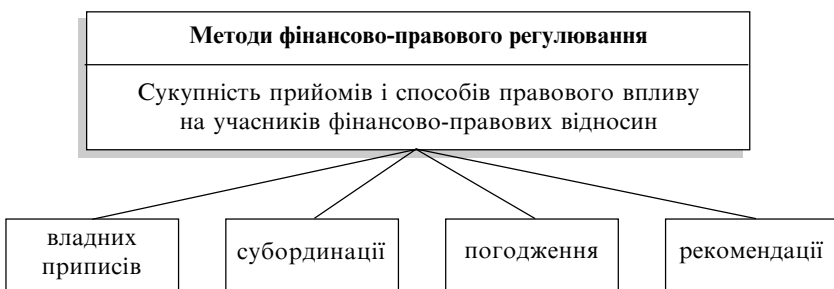 Методи фінансово-правового регулювання
Сукупність прийомів і способів правового впливу
на учасників фінансово-правових відносин
владних
приписів
субординації
погодження
рекомендації